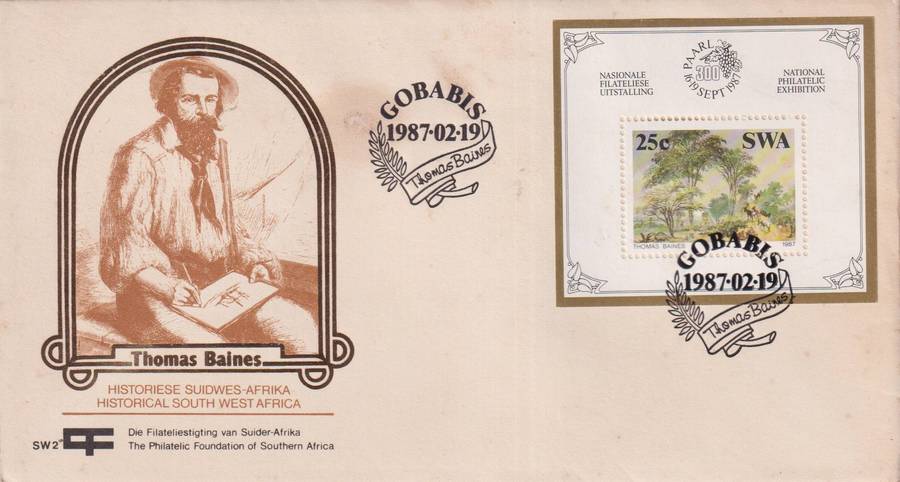 Thomas Baines
HISTORIESE SUIDWES-AFRIKA
HISTORICAL SOUTH WEST AFRICA
SW2
Die Filateliestigting van Suider-Afrika
The Philatelic Foundation of Southern Africa
GOBABIS
1987·02·19
Thomas Baines
NASIONALE
FILATELIESE
UITSTALLING
PAARL
300
16-19 SEPT 1987
NATIONAL
PHILATELIC
EXHIBITION
25c SWA
THOMAS BAINES 1987
GOBABIS
1987·02·19
Thomas Baines